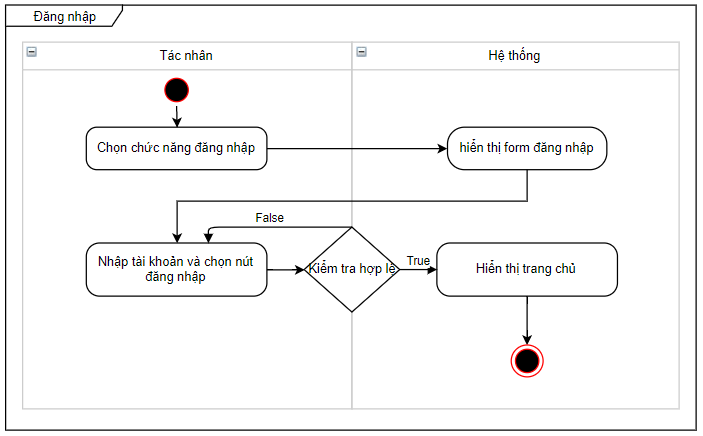 Đăng nhập
Tác nhân
Hệ thống
Chọn chức năng đăng nhập
hiển thị form đăng nhập
False
Nhập tài khoản và chọn nút
đăng nhập
Kiểm tra hợp lệ
True
Hiển thị trang chủ